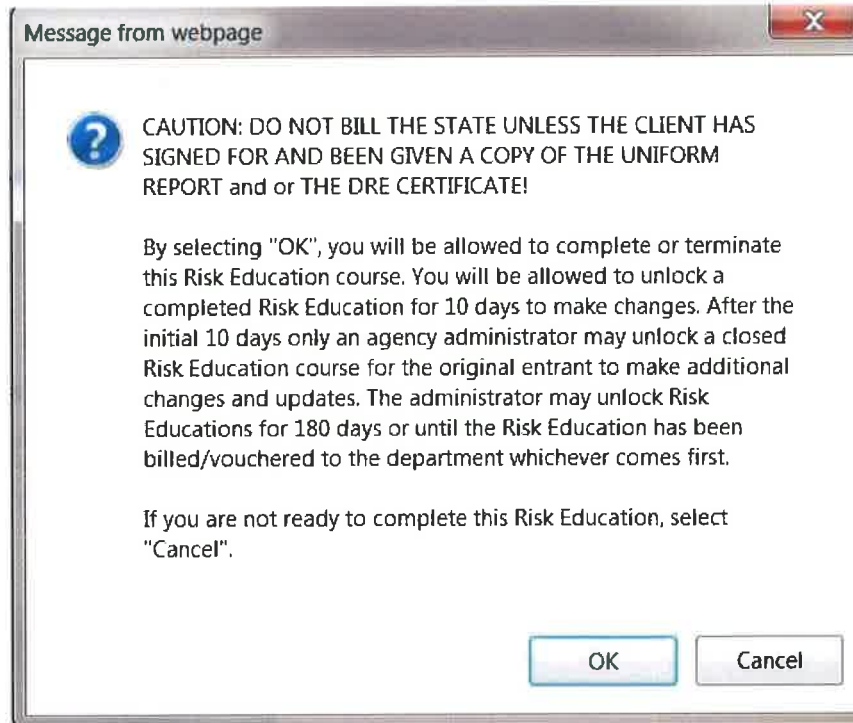 Message from webpage
CAUTION: DO NOT BILL THE STATE UNLESS THE CLIENT HAS
SIGNED FOR AND BEEN GIVEN A COPY OF THE UNIFORM
REPORT and or THE DRE CERTIFICATE!
By selecting "OK", you will be allowed to complete or terminate
this Risk Education course. You will be allowed to unlock a
completed Risk Education for 10 days to make changes. After the
initial 10 days only an agency administrator may unlock a closed
Risk Education course for the original entrant to make additional
changes and updates. The administrator may unlock Risk
Educations for 180 days or until the Risk Education has been
billed/vouchered to the department whichever comes first.
If you are not ready to complete this Risk Education, select
"Cancel".
OK
Cancel